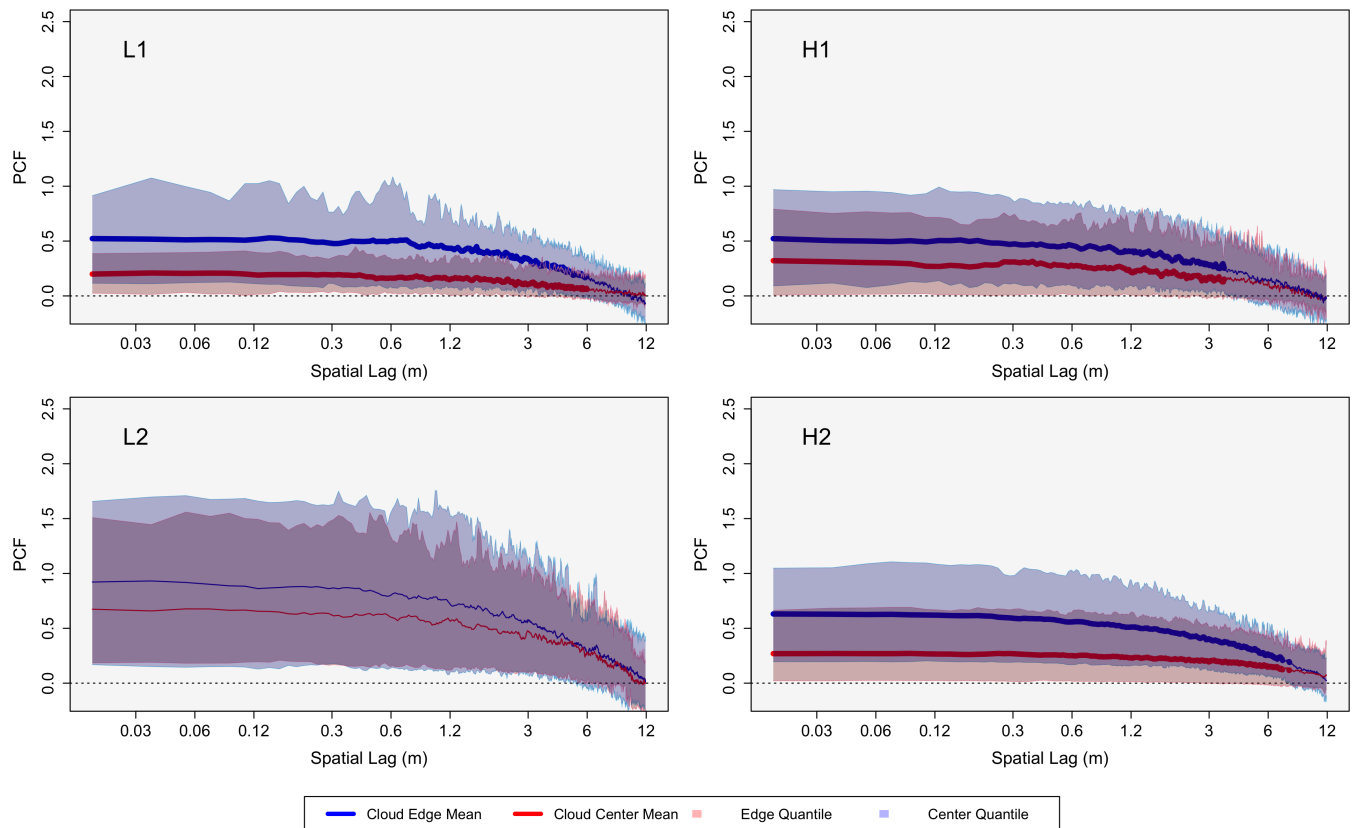 L1
PCF
0.0 0.5 1.0 1.5 2.0 2.5
0.03 0.06 0.12 0.3 0.6 1.2 3 6 12
Spatial Lag (m)
H1
PCF
0.0 0.5 1.0 1.5 2.0 2.5
0.03 0.06 0.12 0.3 0.6 1.2 3 6 12
Spatial Lag (m)
L2
PCF
0.0 0.5 1.0 1.5 2.0 2.5
0.03 0.06 0.12 0.3 0.6 1.2 3 6 12
Spatial Lag (m)
H2
PCF
0.0 0.5 1.0 1.5 2.0 2.5
0.03 0.06 0.12 0.3 0.6 1.2 3 6 12
Spatial Lag (m)
Cloud Edge Mean Cloud Center Mean Edge Quantile Center Quantile